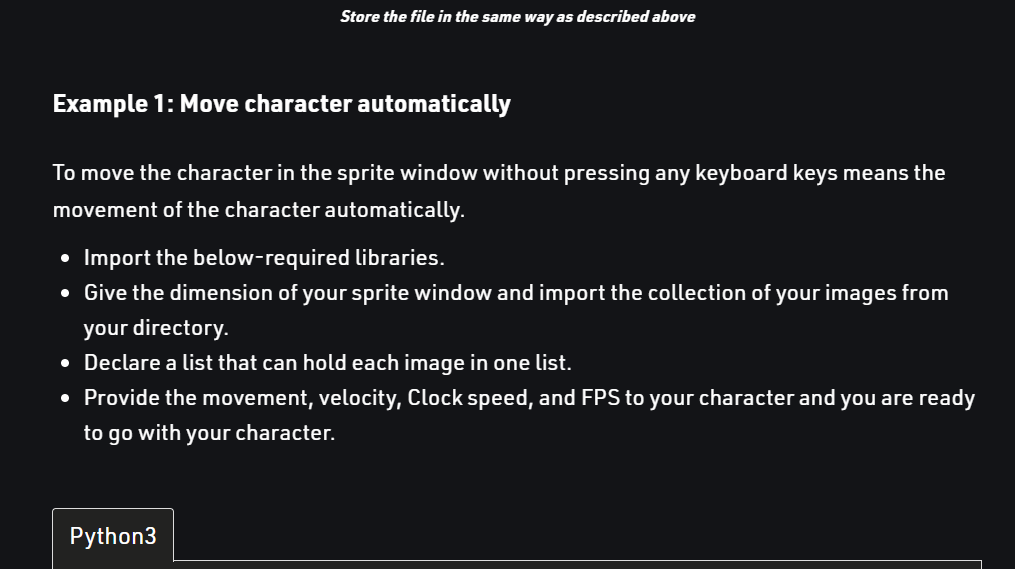 Store the file in the same way as described above
Example 1: Move character automatically
To move the character in the sprite window without pressing any keyboard keys means the
movement of the character automatically.
• Import the below-required libraries.
• Give the dimension of your sprite window and import the collection of your images from
your directory.
• Declare a list that can hold each image in one list.
• Provide the movement, velocity, Clock speed, and FPS to your character and you are ready
to go with your character.
Python3